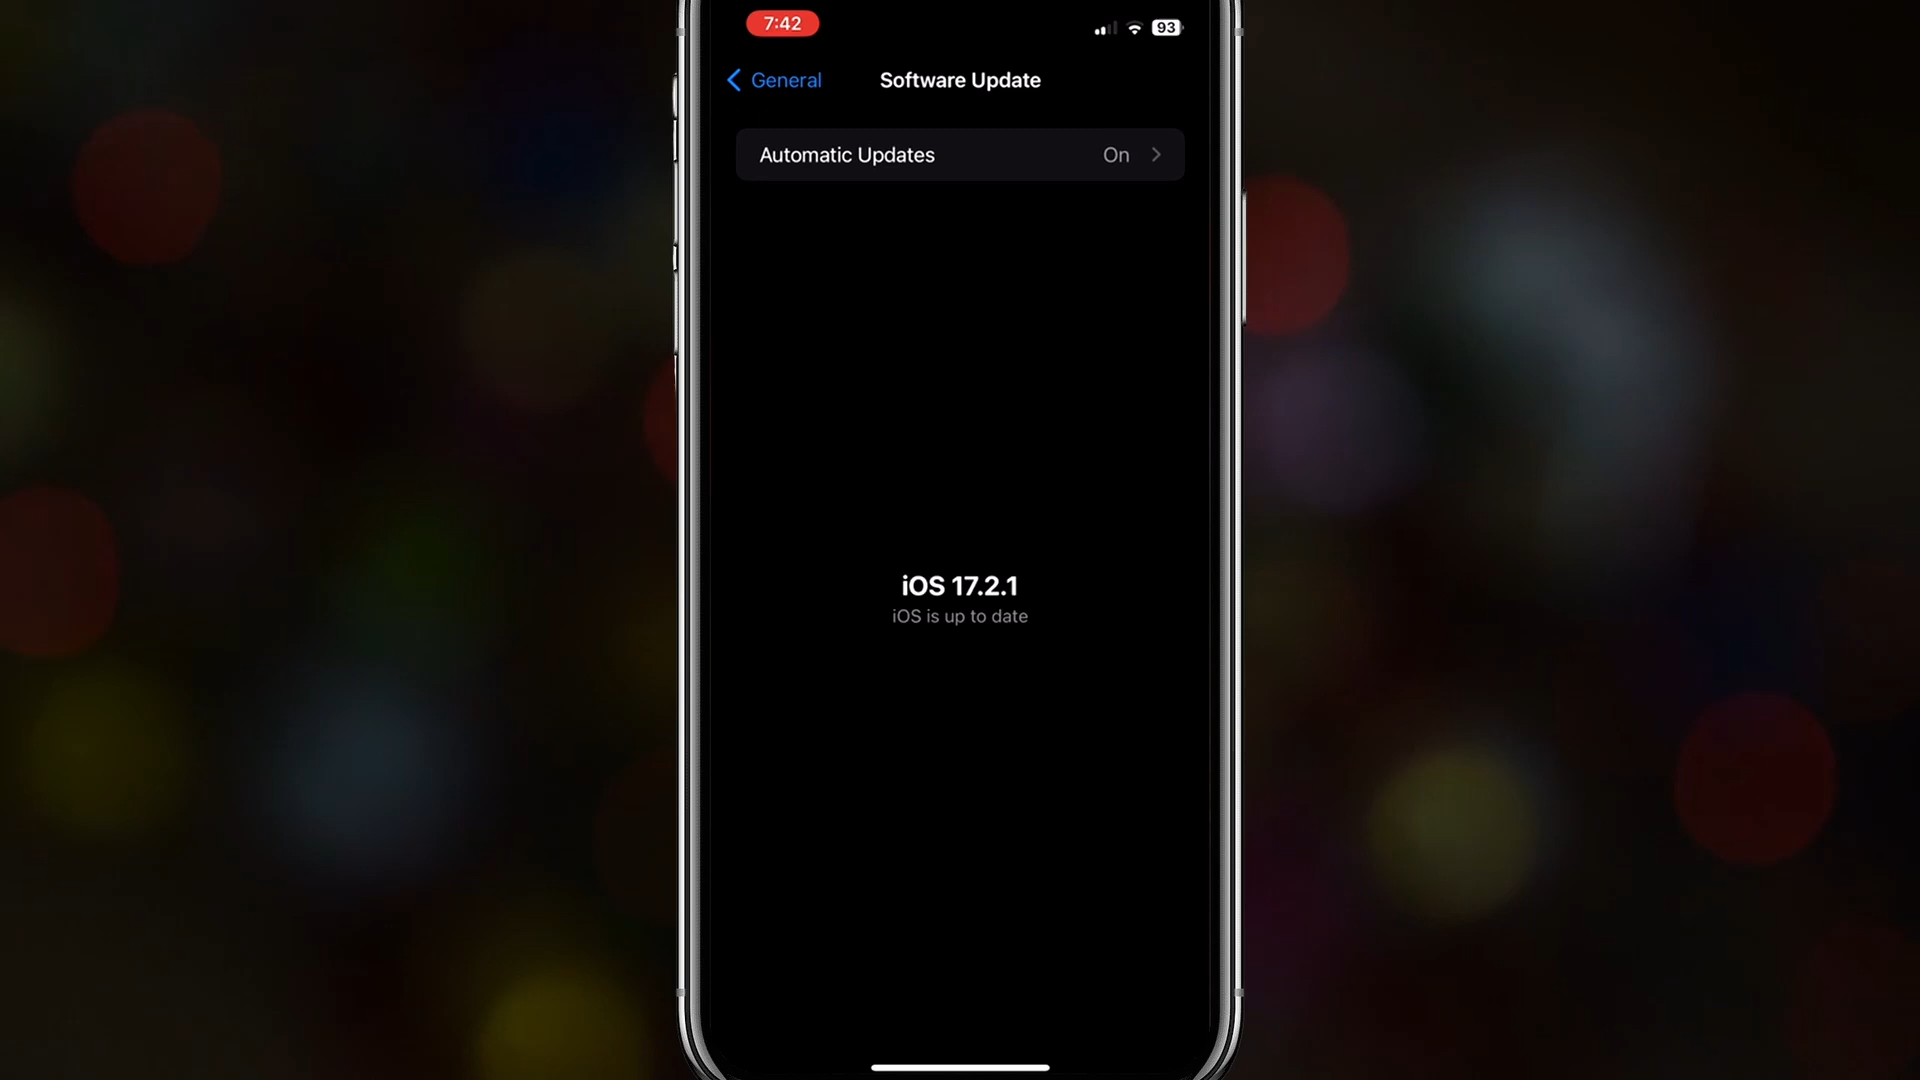 7:42
93
General
Software Update
Automatic Updates
On
iOS 17.2.1
iOS is up to date